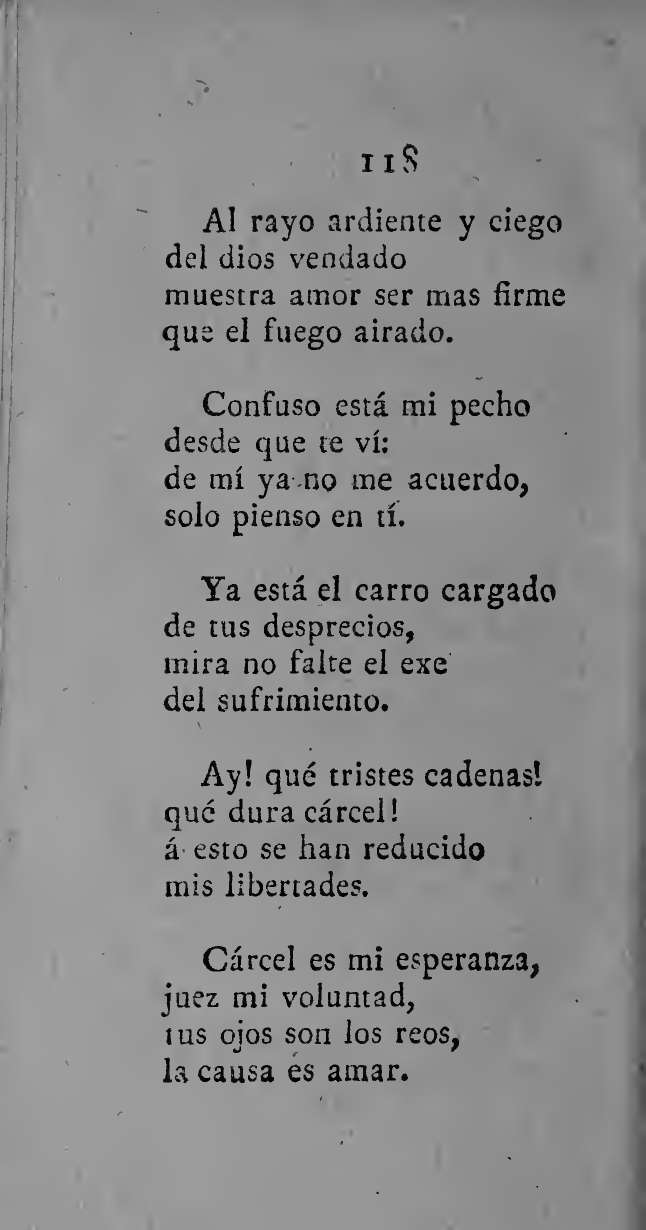 118
Al rayo ardiente y ciego
del dios vendado
muestra amor ser mas firme
que el fuego airado.
Confuso está mi pecho
desde que te ví:
de mí ya no me acuerdo,
solo pienso en tí.
Ya está el carro cargado
de tus desprecios,
mira no falte el exe
del sufrimiento.
Ay! qué tristes cadenas!
qué dura cárcel!
á esto se han reducido
mis libertades.
Cárcel es mi esperanza,
juez mi voluntad,
tus ojos son los reos,
la causa es amar.